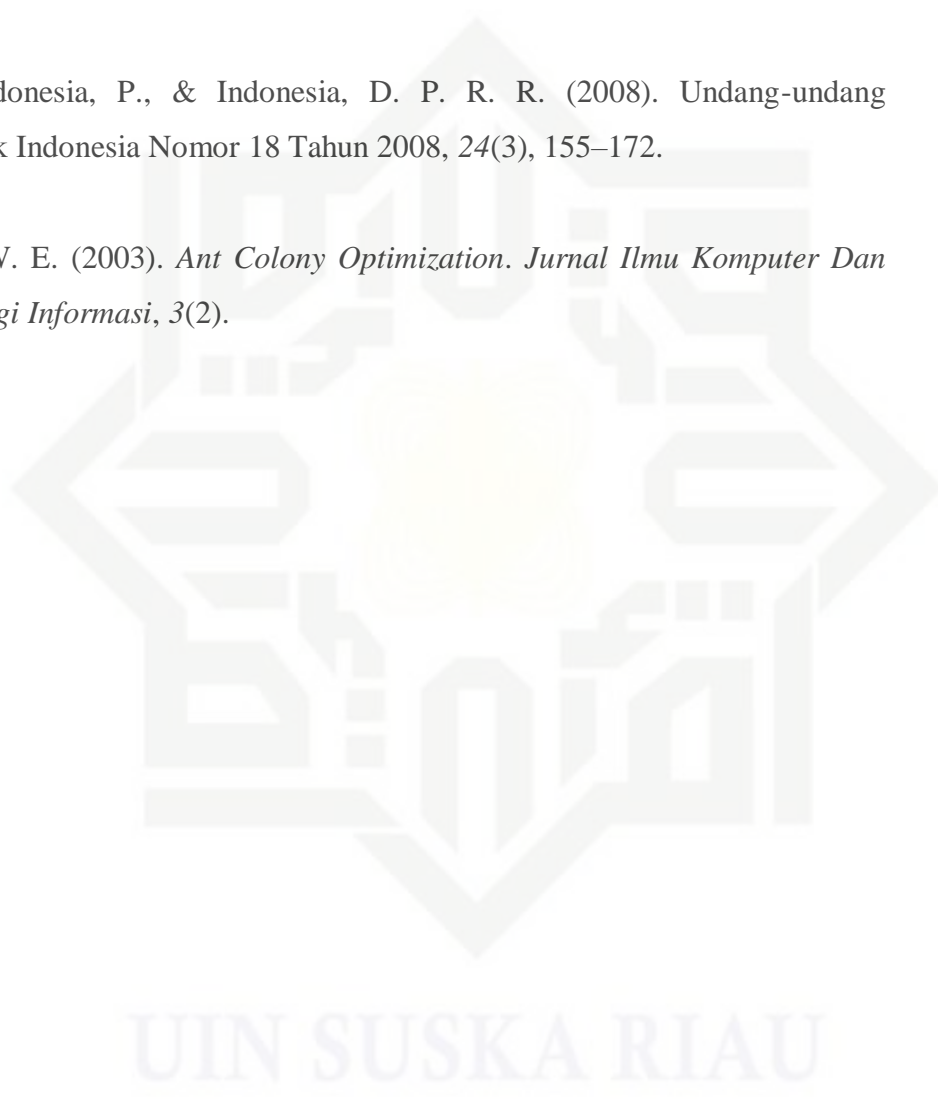 donesia, P., & Indonesia, D. P. R. R. (2008). Undang-undang
k Indonesia Nomor 18 Tahun 2008, 24(3), 155–172.
. E. (2003). Ant Colony Optimization. Jurnal Ilmu Komputer Dan
gi Informasi, 3(2).
UIN SUSKA RIAU